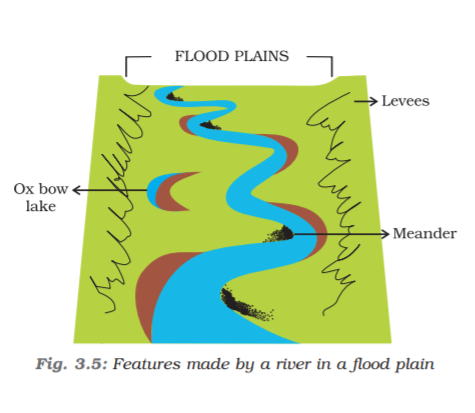 FLOOD PLAINS
Levees
Ox bow
lake
Meander
Fig. 3.5: Features made by a river in a flood plain